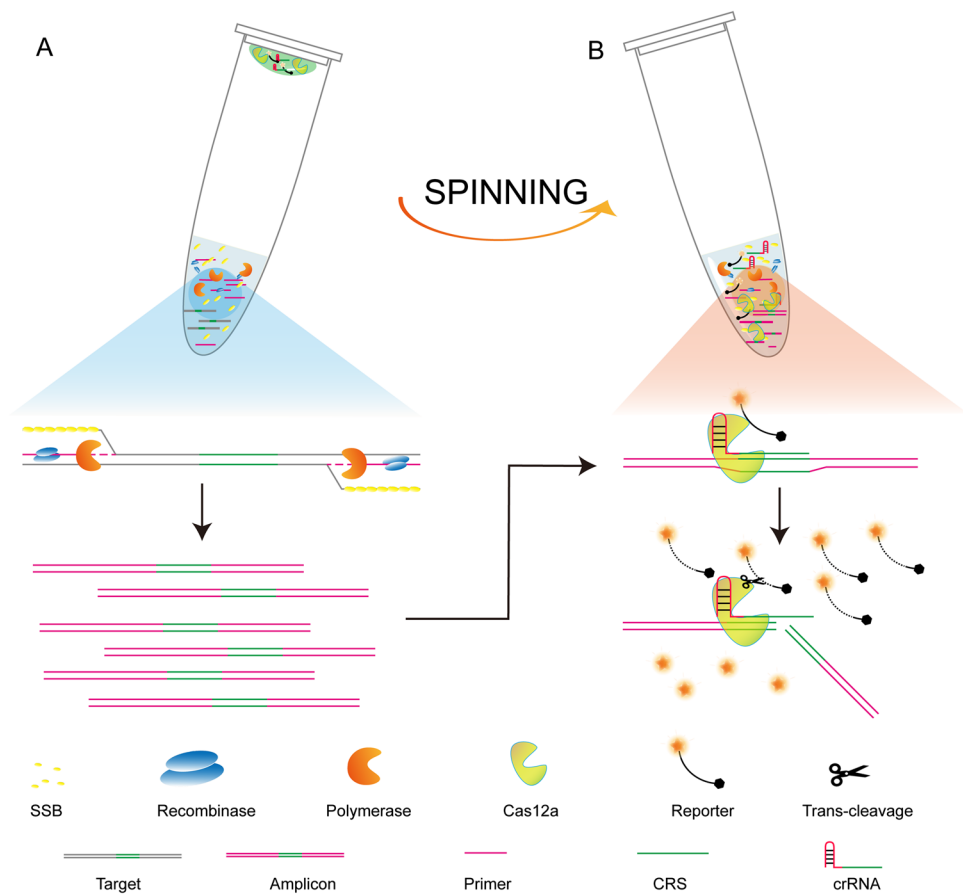 A
B
SPINNING
SSB
Recombinase
Polymerase
Cas12a
Reporter
Trans-cleavage
Target
Amplicon
Primer
CRS
crRNA